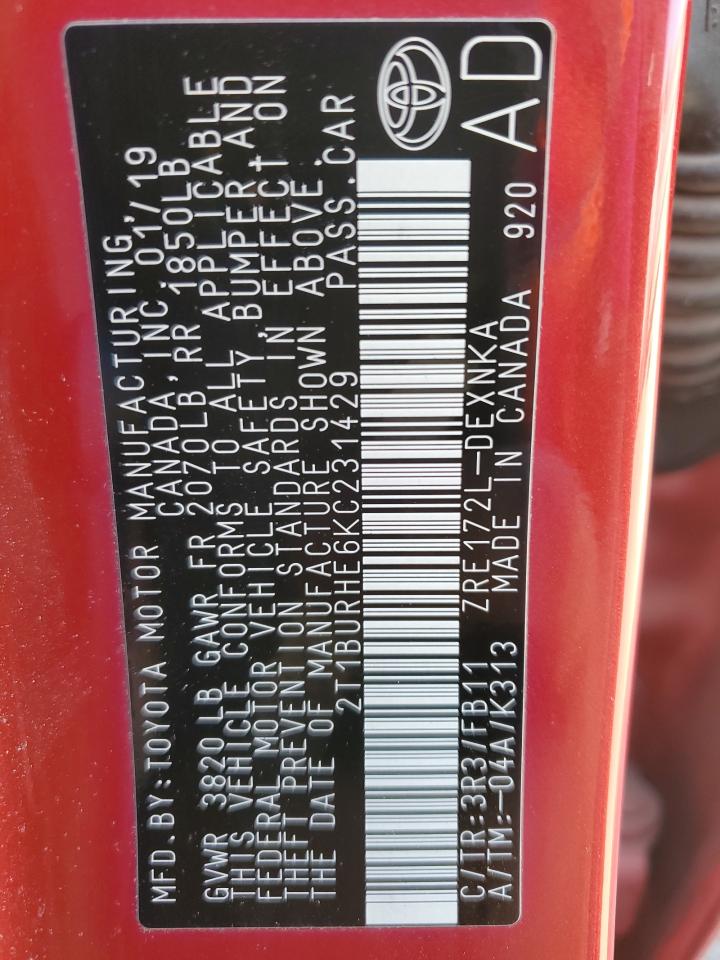 MFD.BY:TOYOTA MOTOR MANUFACTURING,
CANADA,INC. 01/19
GVWR 3820 LB GAWR FR 2070LB RR 1850LB
THIS VEHICLE CONFORMS TO ALL APPLICABLE
FEDERAL MOTOR VEHICLE SAFETY,BUMPER,AND
THEFT PREVENTION STANDARDS IN EFFECT ON
THE DATE OF MANUFACTURE SHOWN ABOVE.
2T1BURHE6KC231429 PASS.CAR
C/TR:3R3/FB11 ZRE172L-DEXNKA AD
A/TM:-04A/K313 MADE IN CANADA 920